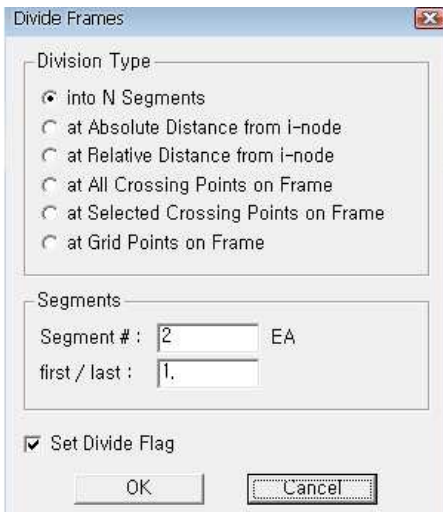 Divide Frames
Division Type
into N Segments
at Absolute Distance from i-node
at Relative Distance from i-node
at All Crossing Points on Frame
at Selected Crossing Points on Frame
at Grid Points on Frame
Segments
Segment # : 2 EA
first / last : 1.
Set Divide Flag
OK Cancel